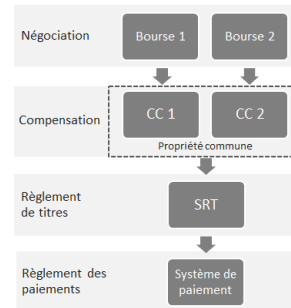 Négociation
Bourse 1
Bourse 2
Compensation
CC 1
CC 2
Propriété commune
Règlement
de titres
SRT
Règlement des
paiements
Système de
paiement